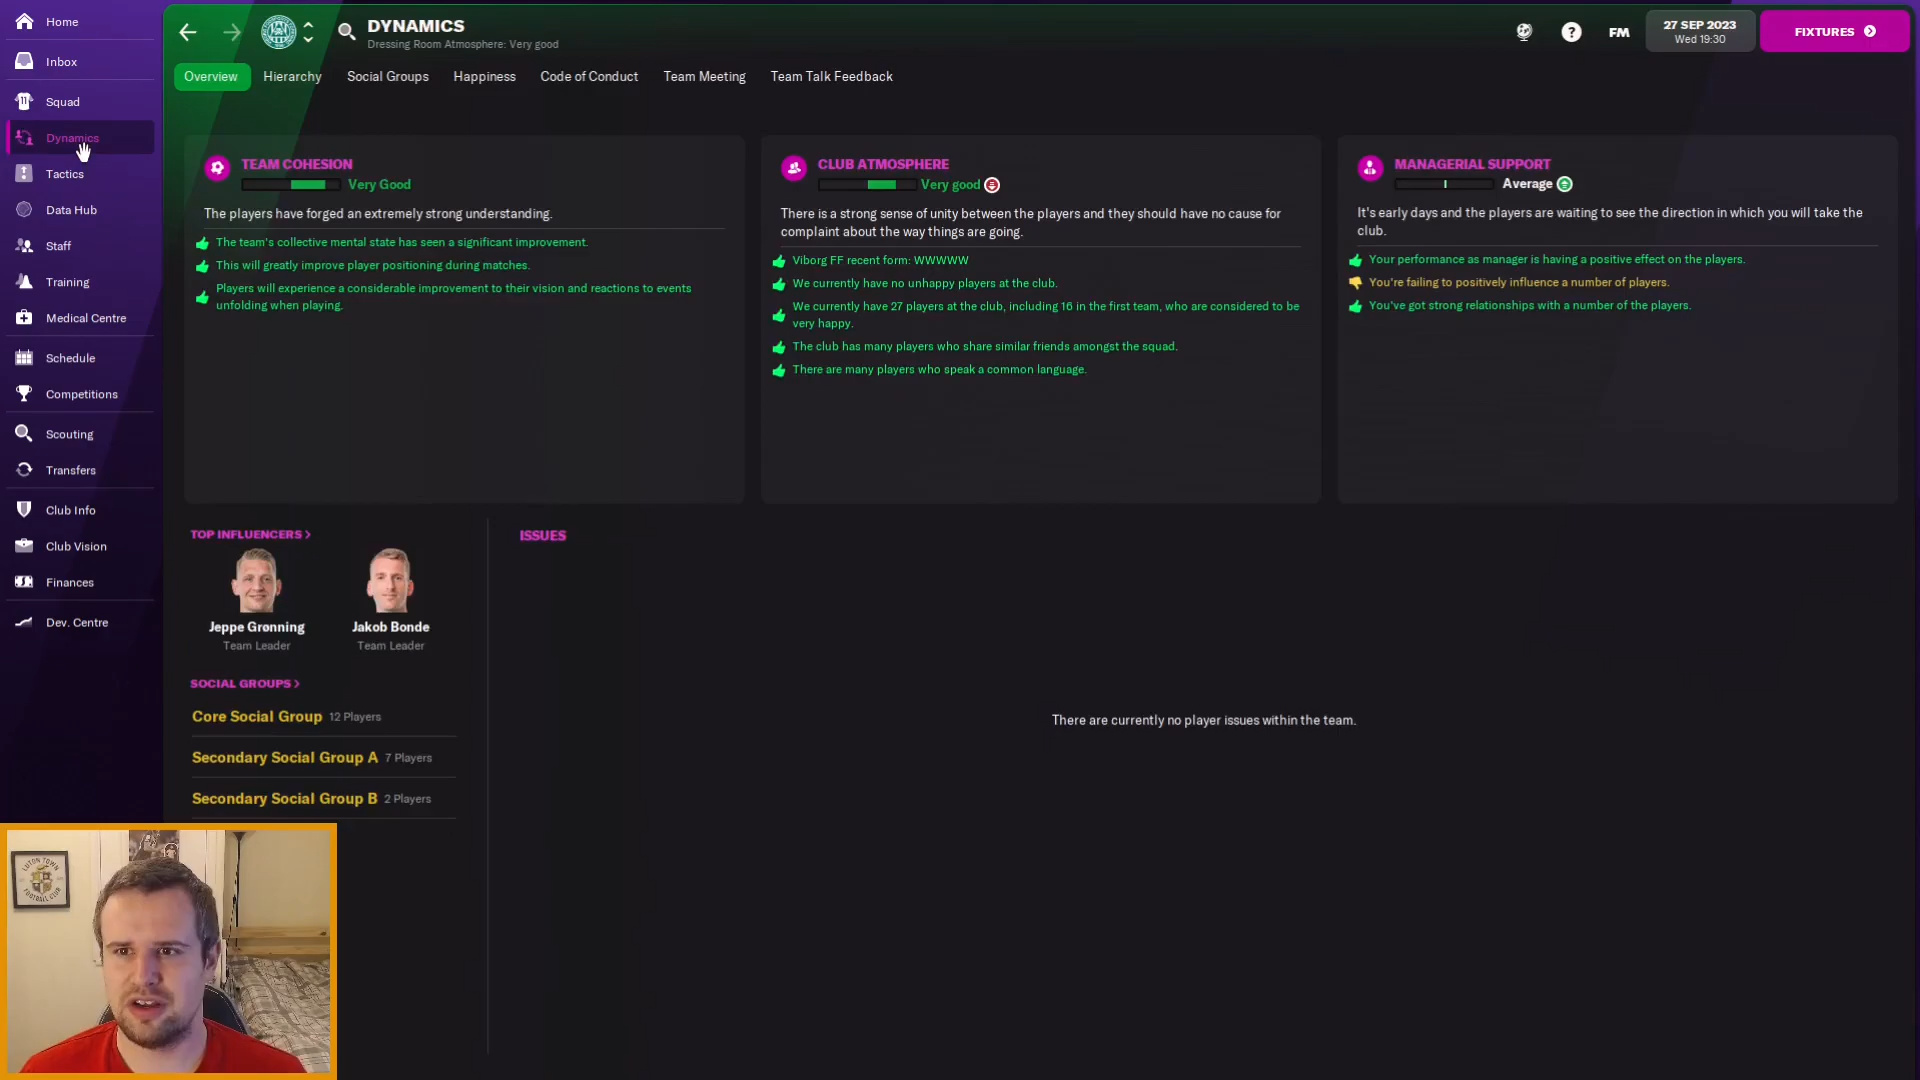 Home
Inbox
Squad
Dynamics
Tactics
Data Hub
Staff
Training
Medical Centre
Schedule
Competitions
Scouting
Transfers
Club Info
Club Vision
Finances
Dev. Centre
DYNAMICS
Dressing Room Atmosphere: Very good
FM
27 SEP 2023
Wed 19:30
FIXTURES
Overview Hierarchy Social Groups Happiness Code of Conduct Team Meeting Team Talk Feedback
TEAM COHESION
Very Good
The players have forged an extremely strong understanding.
The team's collective mental state has seen a significant improvement.
This will greatly improve player positioning during matches.
Players will experience a considerable improvement to their vision and reactions to events
unfolding when playing.
CLUB ATMOSPHERE
Very good
There is a strong sense of unity between the players and they should have no cause for
complaint about the way things are going.
Viborg FF recent form: WWWWW
We currently have no unhappy players at the club.
We currently have 27 players at the club, including 16 in the first team, who are considered to be
very happy.
The club has many players who share similar friends amongst the squad.
There are many players who speak a common language.
MANAGERIAL SUPPORT
Average
It's early days and the players are waiting to see the direction in which you will take the
club.
Your performance as manager is having a positive effect on the players.
You're failing to positively influence a number of players.
You've got strong relationships with a number of the players.
TOP INFLUENCERS >
Jeppe Grønning
Team Leader
Jakob Bonde
Team Leader
SOCIAL GROUPS >
Core Social Group 12 Players
Secondary Social Group A 7 Players
Secondary Social Group B 2 Players
ISSUES
There are currently no player issues within the team.
LUTON TOWN
FOOTBALL CLUB